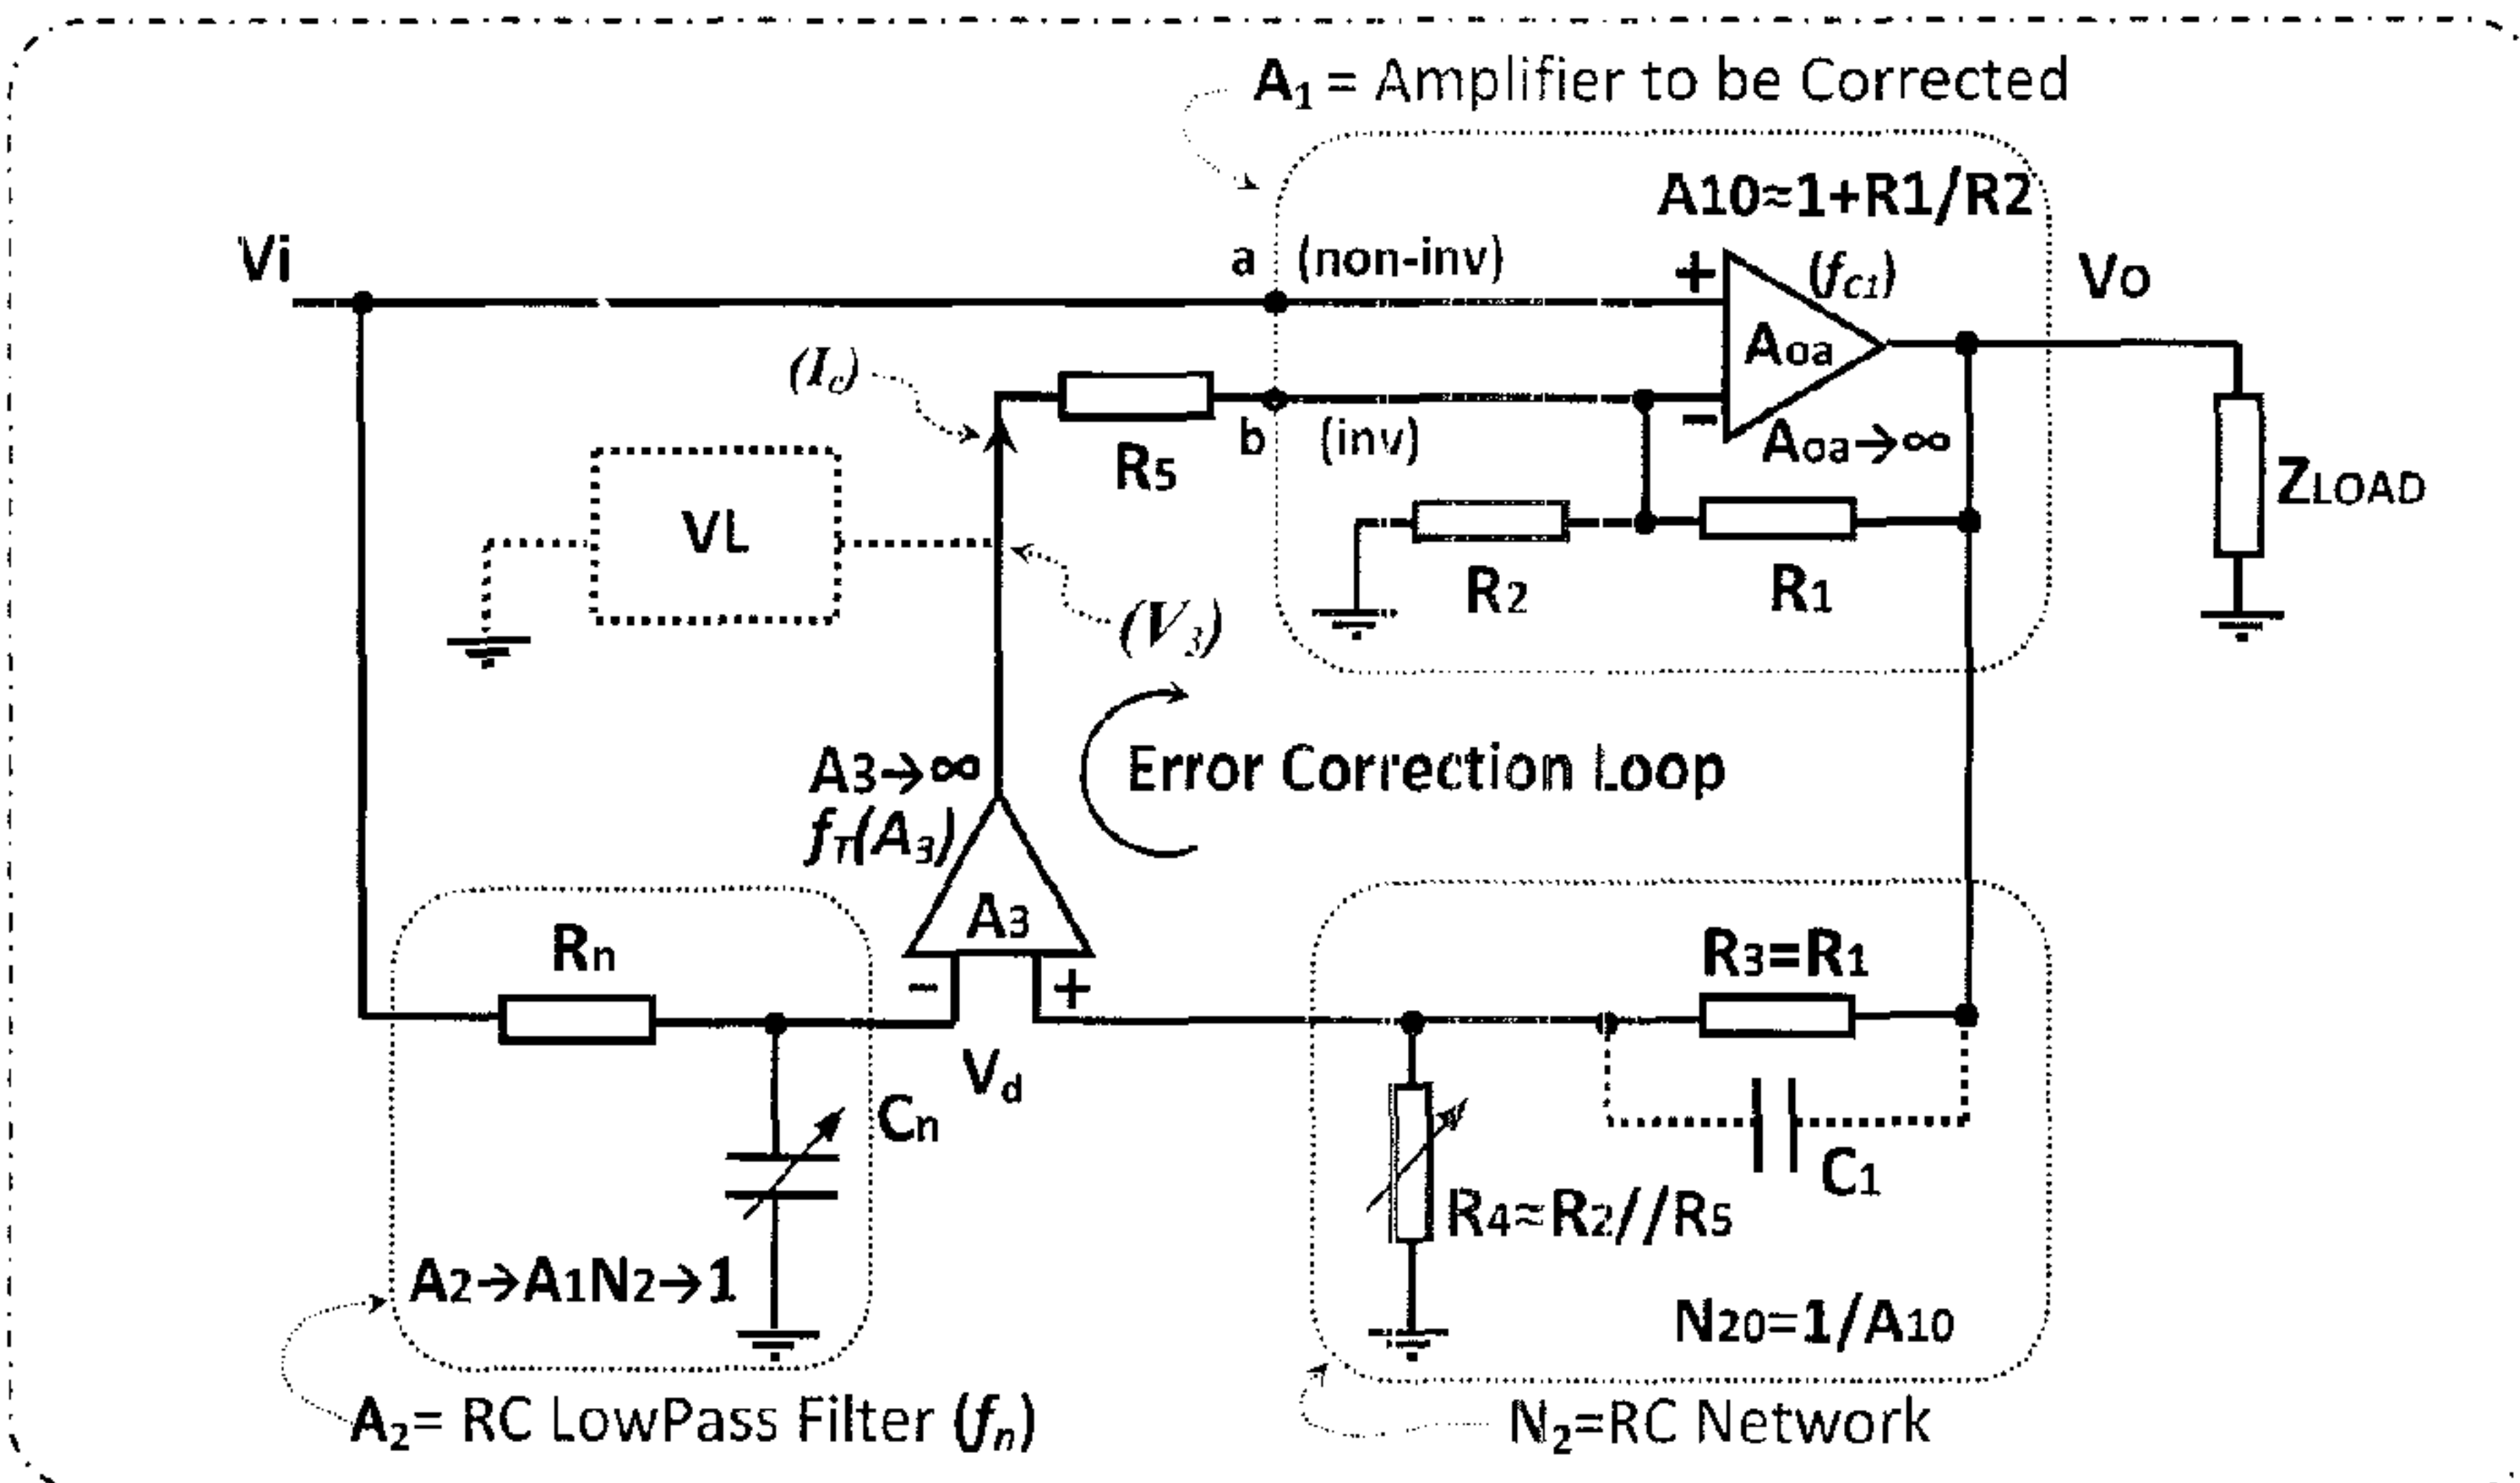 A₁ = Amplifier to be Corrected
A10≈1+R1/R2
Vi
a
(non-inv)
+
(fC1)
Vo
Aoa
(Ic)
R5
b
(inv)
−
Aoa→∞
ZLOAD
VL
R2
R1
(V3)
A3→∞
fT(A3)
Error Correction Loop
A3
Rn
−
+
R3=R1
Vd
Cn
C1
R4≈R2//R5
A2→A1N2→1
N20=1/A10
A₂= RC LowPass Filter (fn)
N₂=RC Network